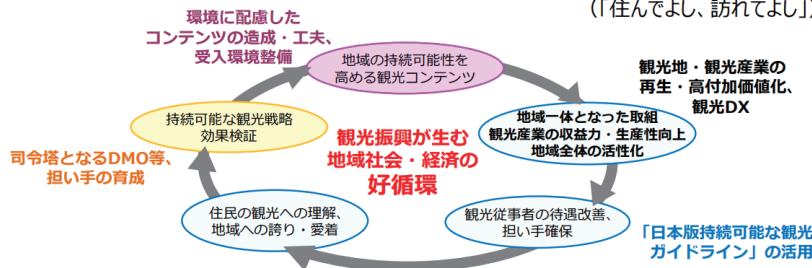 (「住んでよし、訪れてよし」)
環境に配慮した
コンテンツの造成・工夫、
受入環境整備
地域の持続可能性を
高める観光コンテンツ
観光地・観光産業の
再生・高付加価値化、
観光DX
地域一体となった取組
観光産業の収益力・生産性向上
地域全体の活性化
持続可能な観光戦略
効果検証
観光振興が生む
地域社会・経済の
好循環
司令塔となるDMO等、
担い手の育成
住民の観光への理解、
地域への誇り・愛着
観光従事者の待遇改善、
担い手確保
「日本版持続可能な観光
ガイドライン」の活用